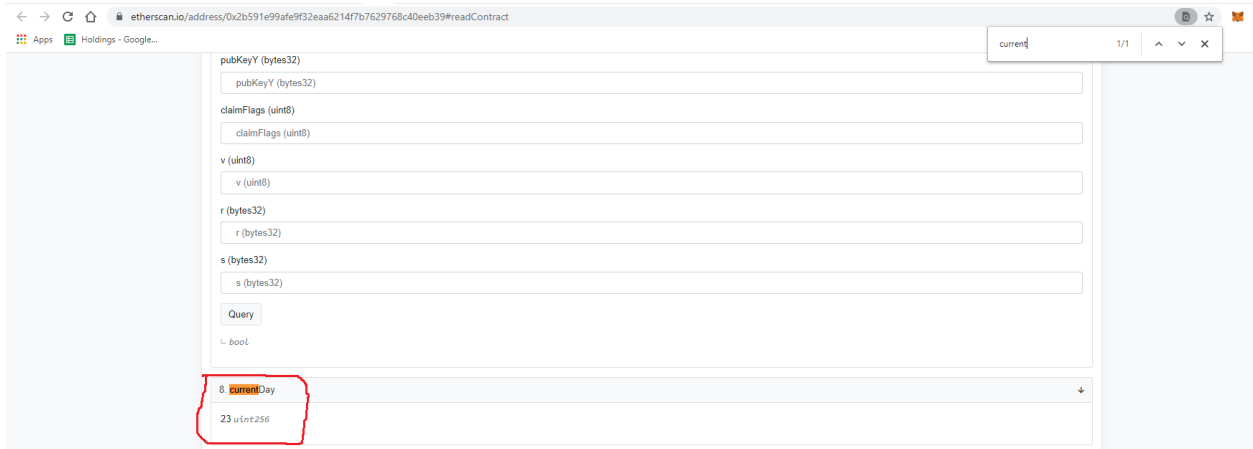 etherscan.io/address/0x2b591e99afe9f32eaa6214f7b7629768c40eeb39#readContract
Apps Holdings - Google...
current 1/1
pubKeyY (bytes32)
pubKeyY (bytes32)
claimFlags (uint8)
claimFlags (uint8)
v (uint8)
v (uint8)
r (bytes32)
r (bytes32)
s (bytes32)
s (bytes32)
Query
bool
8. currentDay
23 uint256